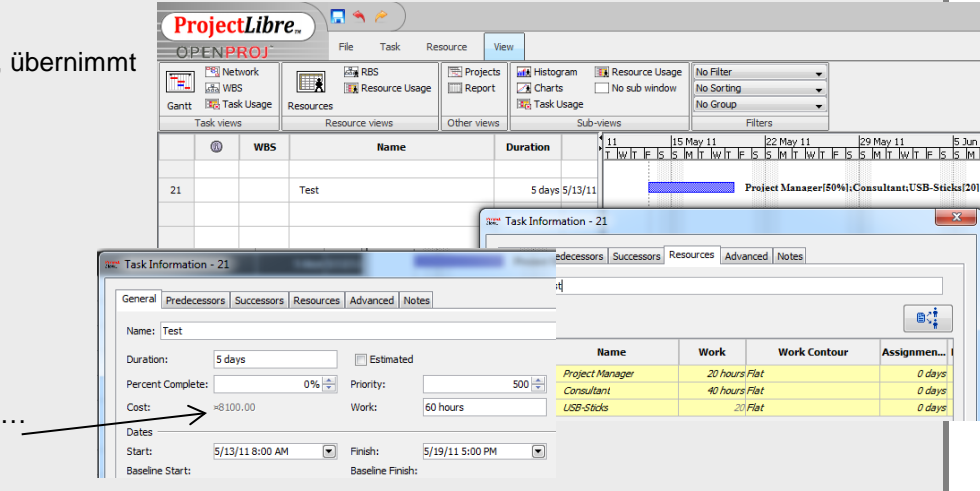 , übernimmt
ProjectLibre TM
OPENPROJ
File Task Resource View
Gantt
Network
WBS
Task Usage
Task views
Resources
RBS
Resource Usage
Resource views
Projects
Report
Other views
Histogram Resource Usage
Charts No sub window
Task Usage
Sub-views
No Filter
No Sorting
No Group
Filters
WBS Name Duration
11 15 May 11 22 May 11 29 May 11 5 Jun
T W T F S S M T W T F S S M T W T F S S M T W T F S S M
21 Test 5 days 5/13/11 Project Manager[50%];Consultant;USB-Sticks[20]
Task Information - 21
decessors Successors Resources Advanced Notes
st
Name Work Work Contour Assignmen...
Project Manager 20 hours Flat 0 days
Consultant 40 hours Flat 0 days
USB-Sticks 20 Flat 0 days
Task Information - 21
General Predecessors Successors Resources Advanced Notes
Name: Test
Duration: 5 days Estimated
Percent Complete: 0% Priority: 500
Cost: ¤8100.00 Work: 60 hours
...
Dates
Start: 5/13/11 8:00 AM Finish: 5/19/11 5:00 PM
Baseline Start: Baseline Finish: